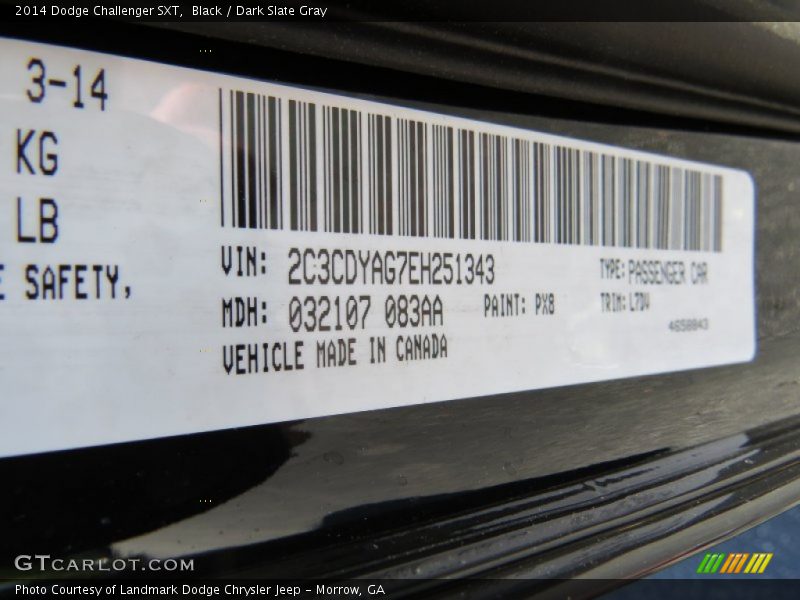 2014 Dodge Challenger SXT,  Black / Dark Slate Gray
3-14
KG
LB
E SAFETY,
VIN: 2C3CDYAG7EH251343
TYPE: PASSENGER CAR
MDH: 032107 083AA
PAINT: PX8
TRIM: L7DV
4658843
VEHICLE MADE IN CANADA
GTCARLOT.COM
Photo Courtesy of Landmark Dodge Chrysler Jeep - Morrow, GA